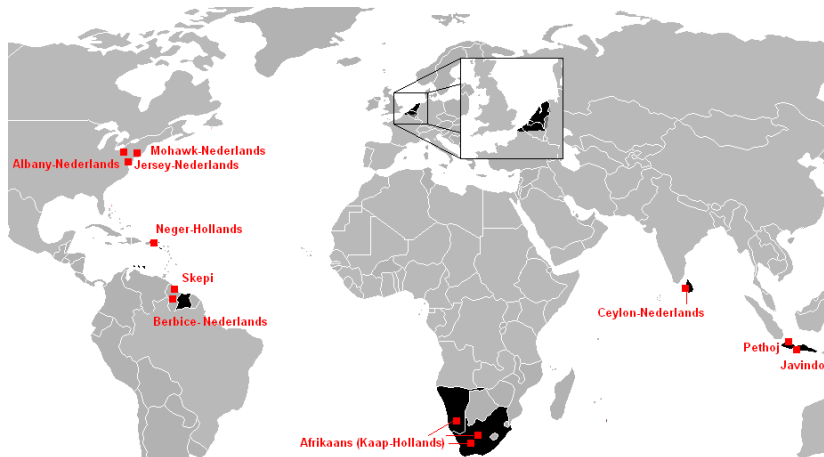 Mohawk-Nederlands
Albany-Nederlands
Jersey-Nederlands
Neger-Hollands
Skepi
Berbice-Nederlands
Ceylon-Nederlands
Pethoj
Javindo
Afrikaans (Kaap-Hollands)